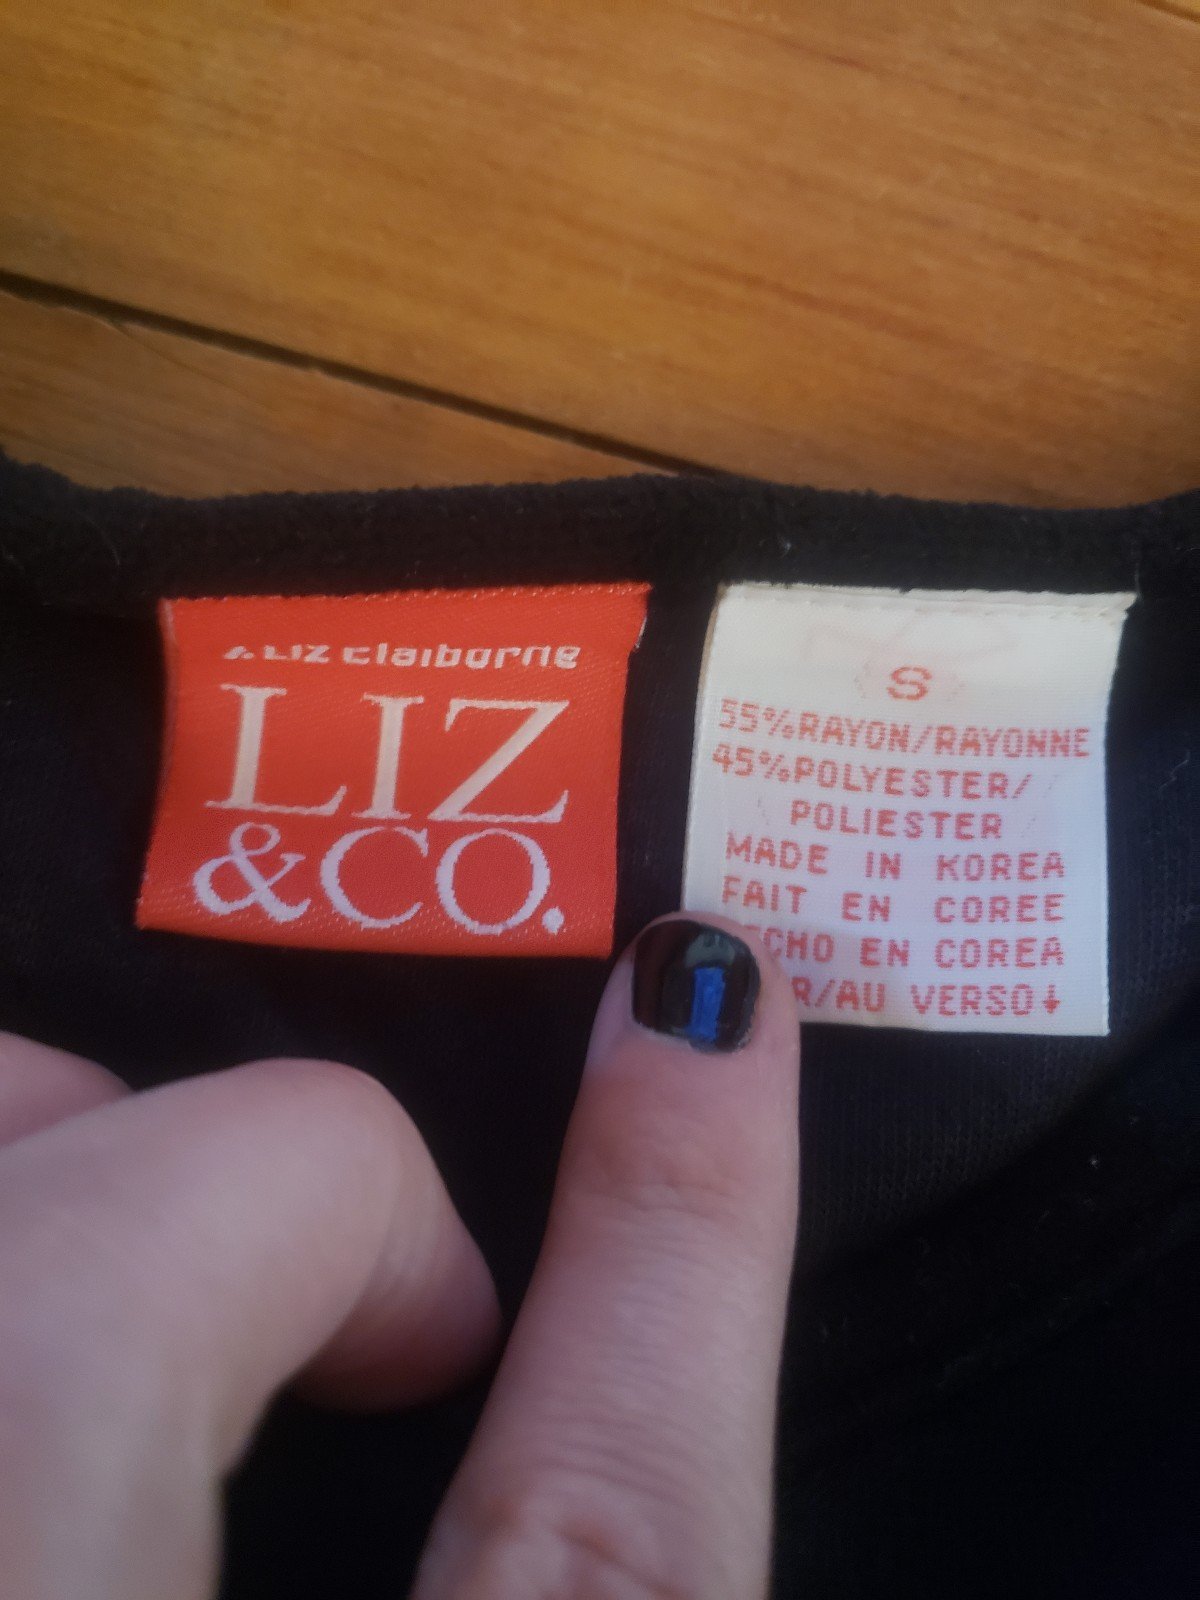 Liz claiborne
LIZ
&CO.
S
55%RAYON/RAYONNE
45%POLYESTER/
POLIESTER
MADE IN KOREA
FAIT EN COREE
CHO EN COREA
R/AU VERSO↓